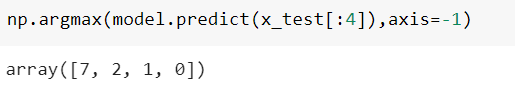 np.argmax(model.predict(x_test[:4]),axis=-1)
array([7, 2, 1, 0])